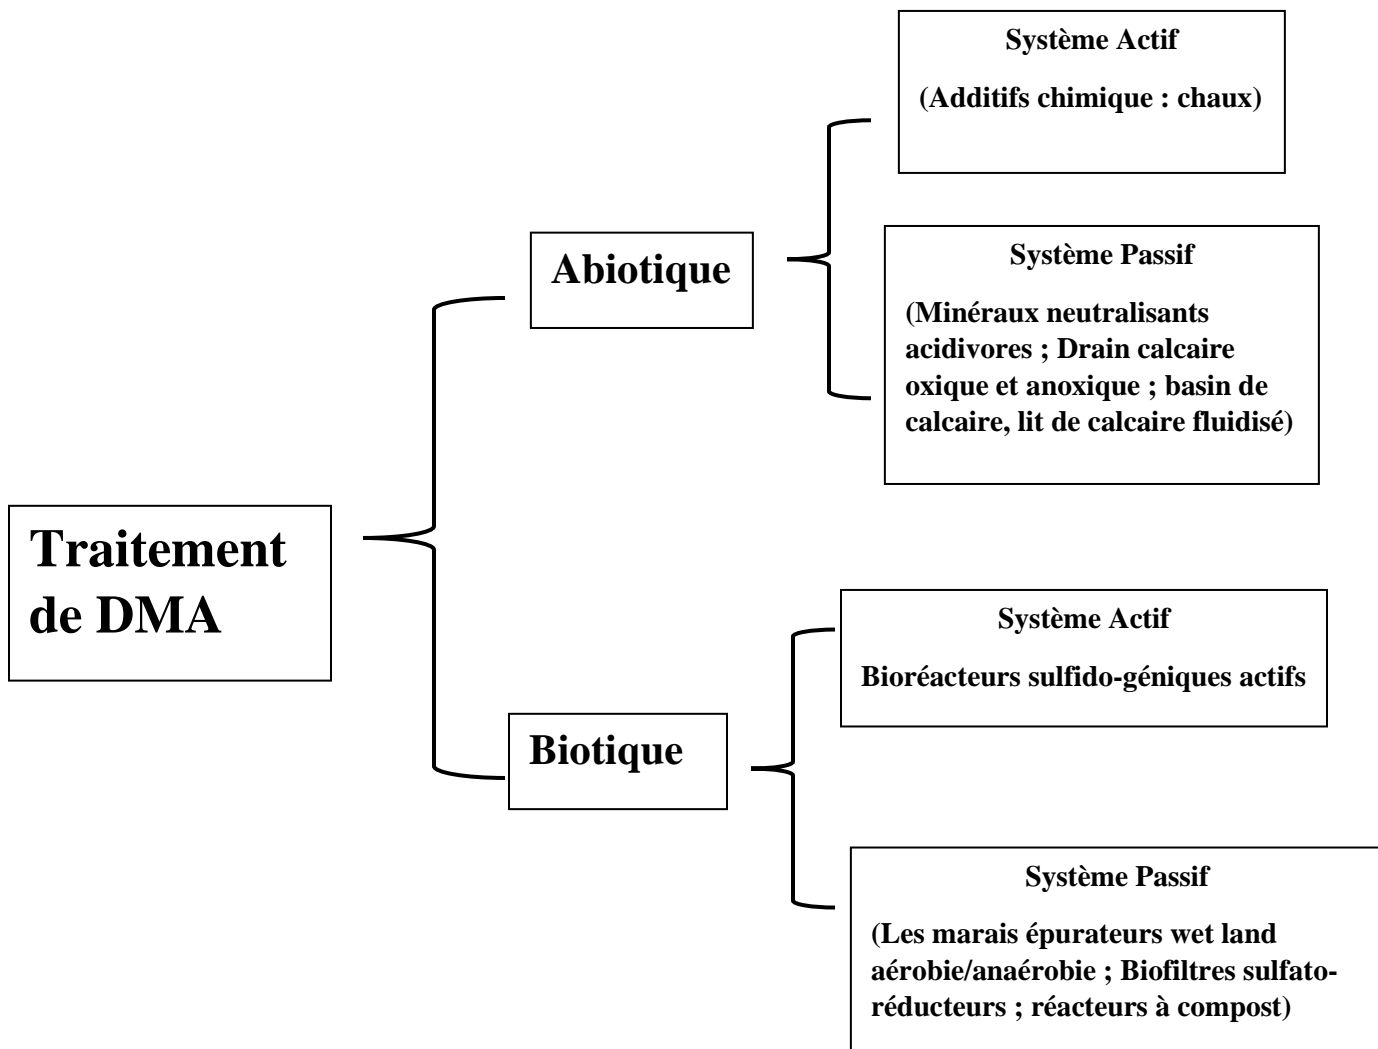 Système Actif
(Additifs chimique : chaux)
Abiotique
Système Passif
(Minéraux neutralisants
acidivores ; Drain calcaire
oxique et anoxique ; basin de
calcaire, lit de calcaire fluidisé)
Traitement
de DMA
Système Actif
Bioréacteurs sulfido-géniques actifs
Biotique
Système Passif
(Les marais épurateurs wet land
aérobie/anaérobie ; Biofiltres sulfato-
réducteurs ; réacteurs à compost)